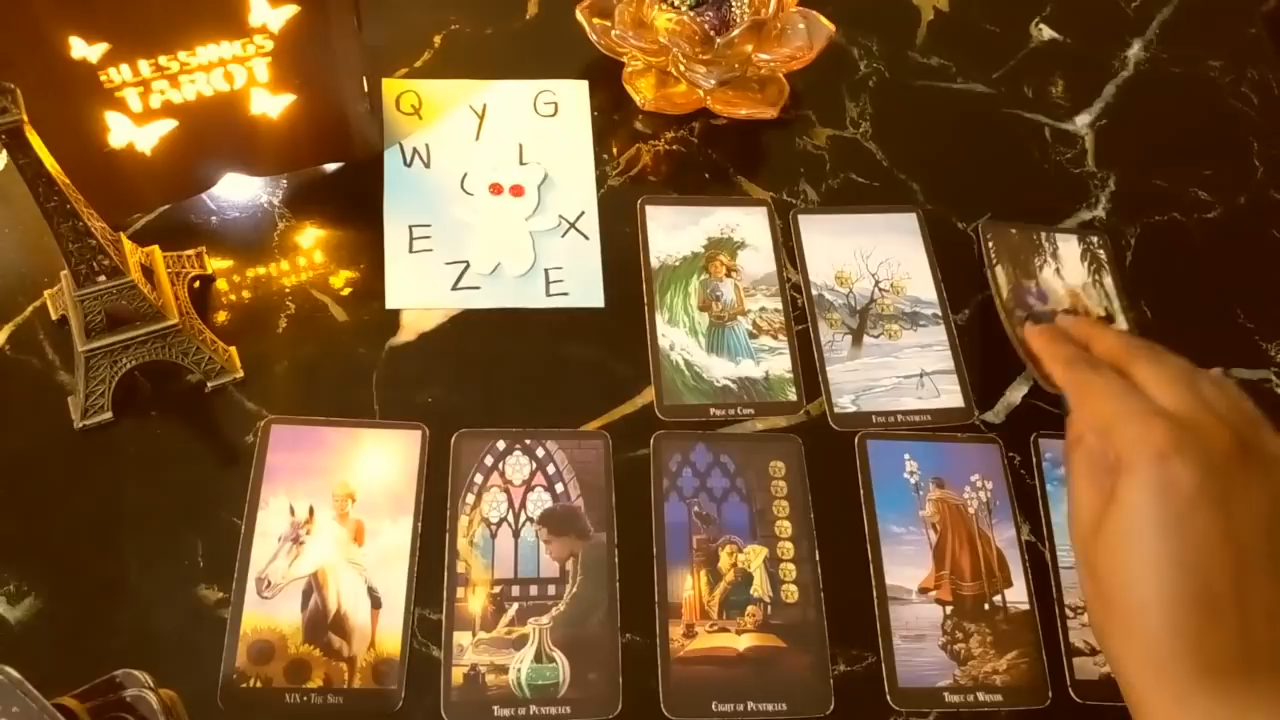 BLESSINGS
TAROT
Q Y G
W L
E X
Z E
PAGE OF CUPS
FIVE OF PENTACLES
XIX • THE SUN
THREE OF PENTACLES
EIGHT OF PENTACLES
THREE OF WANDS